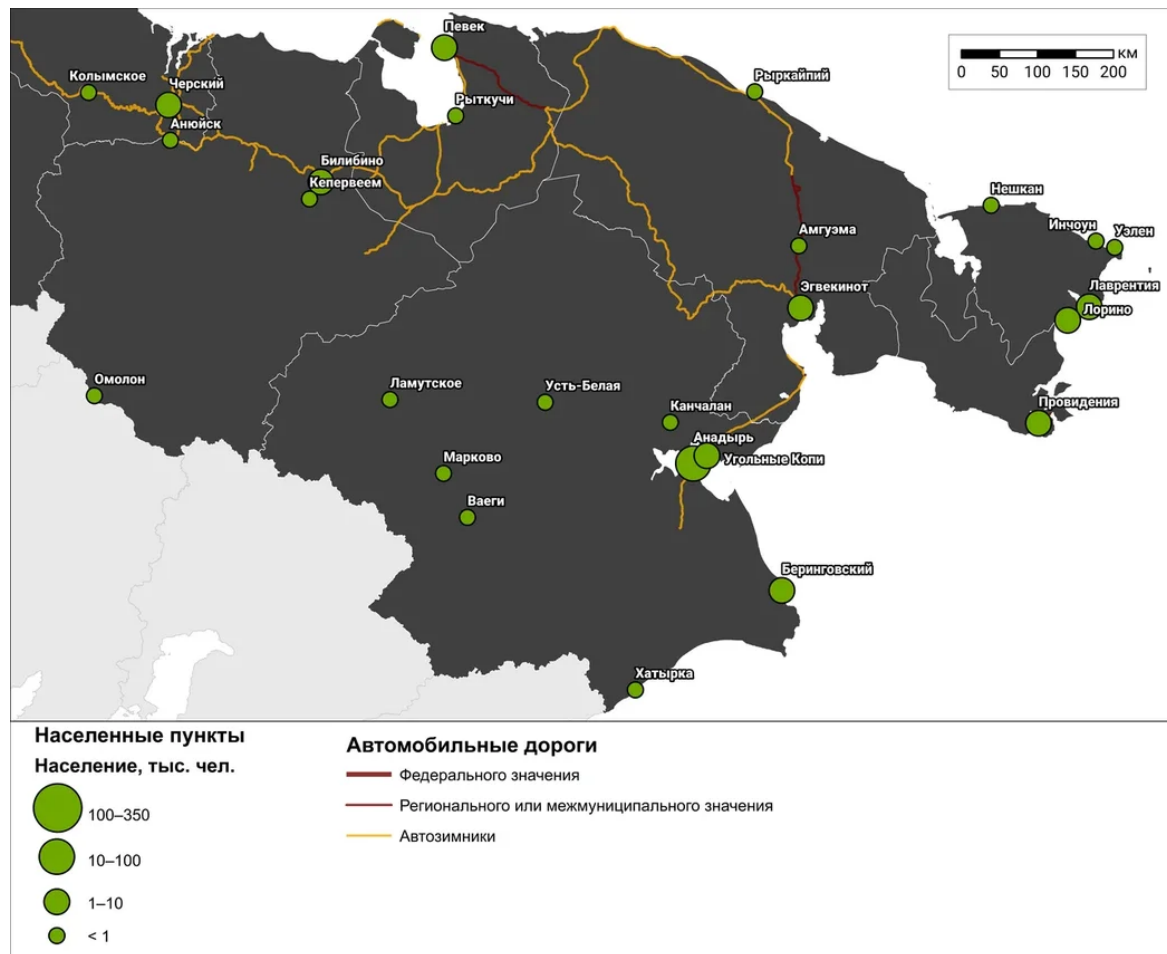 Певек
КМ
0 50 100 150 200
Колымское
Черский
Рыркайпий
Рыткучи
Анюйск
Билибино
Кепервеем
Нешкан
Амгуэма
Инчоун
Уэлен
Эгвекинот
Лаврентия
Лорино
Омолон
Ламутское
Усть-Белая
Канчалан
Провидения
Анадырь
Марково
Угольные Копи
Ваеги
Беринговский
Хатырка
Населенные пункты
Население, тыс. чел.
100–350
10–100
1–10
< 1
Автомобильные дороги
Федерального значения
Регионального или межмуниципального значения
Автозимники